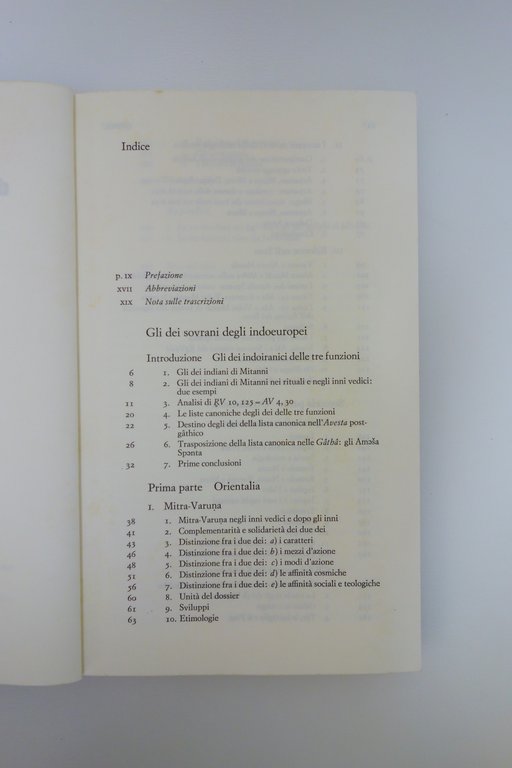 Indice
p. IX Prefazione
XVII Abbreviazioni
XIX Nota sulle trascrizioni
Gli dei sovrani degli indoeuropei
Introduzione Gli dei indoiranici delle tre funzioni
6 1. Gli dei indiani di Mitanni
8 2. Gli dei indiani di Mitanni nei rituali e negli inni vedici:
due esempi
11 3. Analisi di ṚV 10, 125 = AV 4, 30
20 4. Le liste canoniche degli dei delle tre funzioni
22 5. Destino degli dei della lista canonica nell'Avesta post-
gâthico
26 6. Trasposizione della lista canonica nelle Gâthâ: gli Aməša
Spənta
32 7. Prime conclusioni
Prima parte Orientalia
I. Mitra-Varuṇa
38 1. Mitra-Varuṇa negli inni vedici e dopo gli inni
41 2. Complementarità e solidarietà dei due dei
43 3. Distinzione fra i due dei: a) i caratteri
46 4. Distinzione fra i due dei: b) i mezzi d'azione
48 5. Distinzione fra i due dei: c) i modi d'azione
51 6. Distinzione fra i due dei: d) le affinità cosmiche
56 7. Distinzione fra i due dei: e) le affinità sociali e teologiche
60 8. Unità del dossier
61 9. Sviluppi
63 10. Etimologie